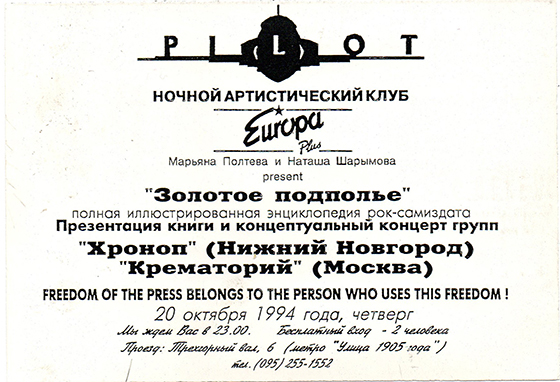 PILOT
НОЧНОЙ АРТИСТИЧЕСКИЙ КЛУБ
Europa
Plus
Марьяна Полтева и Наташа Шарымова
present
"Золотое подполье"
полная иллюстрированная энциклопедия рок-самиздата
Презентация книги и концептуальный концерт групп
"Хроноп" (Нижний Новгород)
"Крематорий" (Москва)
FREEDOM OF THE PRESS BELONGS TO THE PERSON WHO USES THIS FREEDOM !
20 октября 1994 года, четверг
Мы ждем Вас в 23.00. Бесплатный вход - 2 человека
Проезд: Трехгорный вал, 6 (метро "Улица 1905 года")
тел. (095) 255-1552